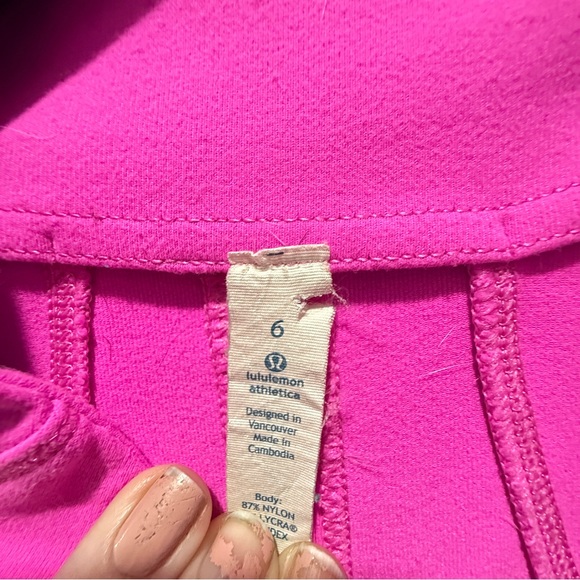 6
lululemon
athletica
Designed in
Vancouver
Made in
Cambodia
Body:
87% NYLON
LYCRA®